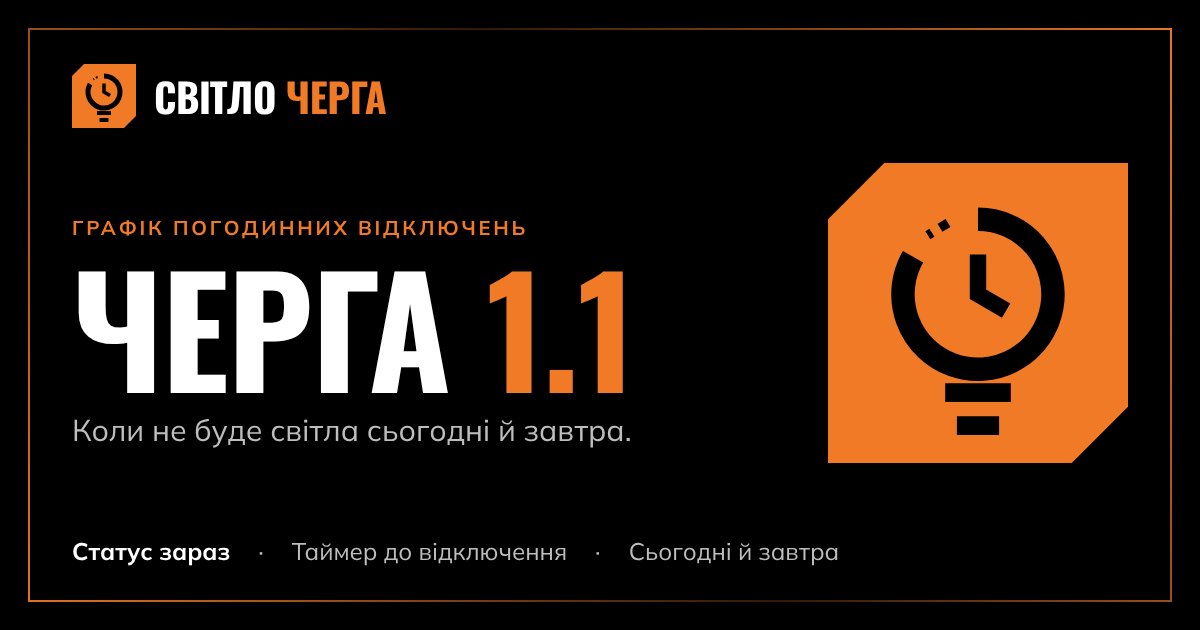 СВІТЛО ЧЕРГА
ГРАФІК ПОГОДИННИХ ВІДКЛЮЧЕНЬ
ЧЕРГА 1.1
Коли не буде світла сьогодні й завтра.
Статус зараз · Таймер до відключення · Сьогодні й завтра